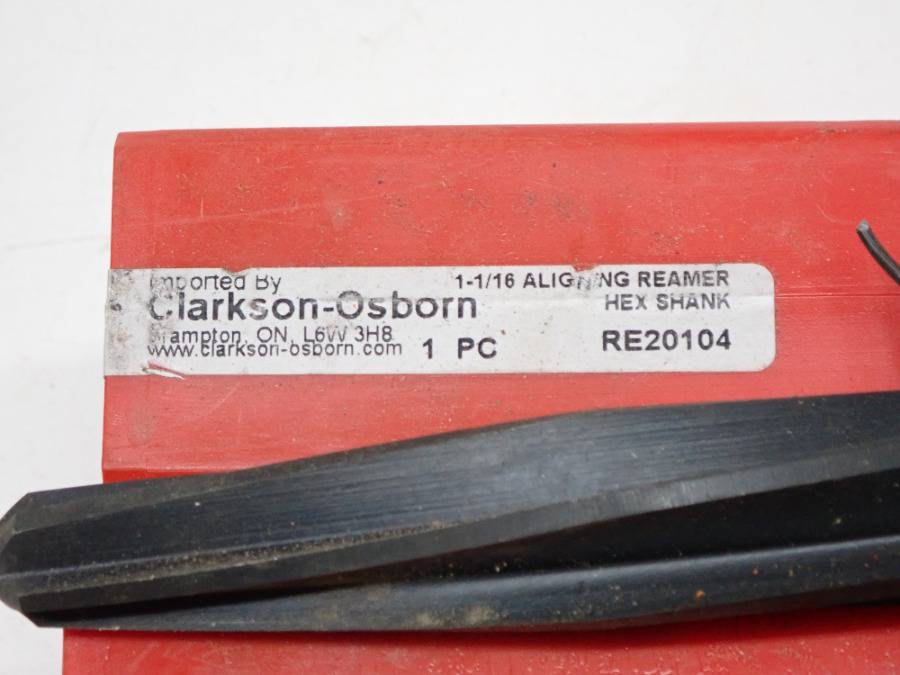 Imported By
Clarkson-Osborn
Brampton, ON, L6W 3H8
www.clarkson-osborn.com
1 PC
1-1/16 ALIGNING REAMER
HEX SHANK
RE20104